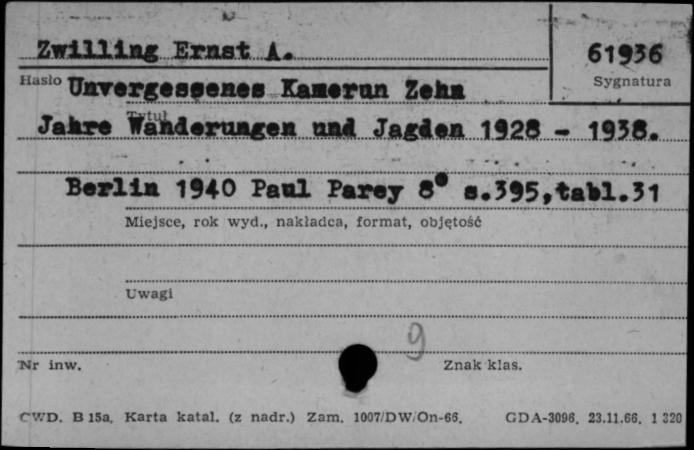 Zwilling Ernst A.
61936
Hasło
Sygnatura
Unvergessenes Kamerun Zehn
Tytuł
Jahre Wanderungen und Jagden 1928 - 1938.
Berlin 1940 Paul Parey 8° s.395,tabl.31
Miejsce, rok wyd., nakładca, format, objętość
Uwagi
9
Nr inw.
Znak klas.
CWD. B 15a. Karta katal. (z nadr.) Zam. 1007/DW/On-66. GDA-3096. 23.11.66. 1 320